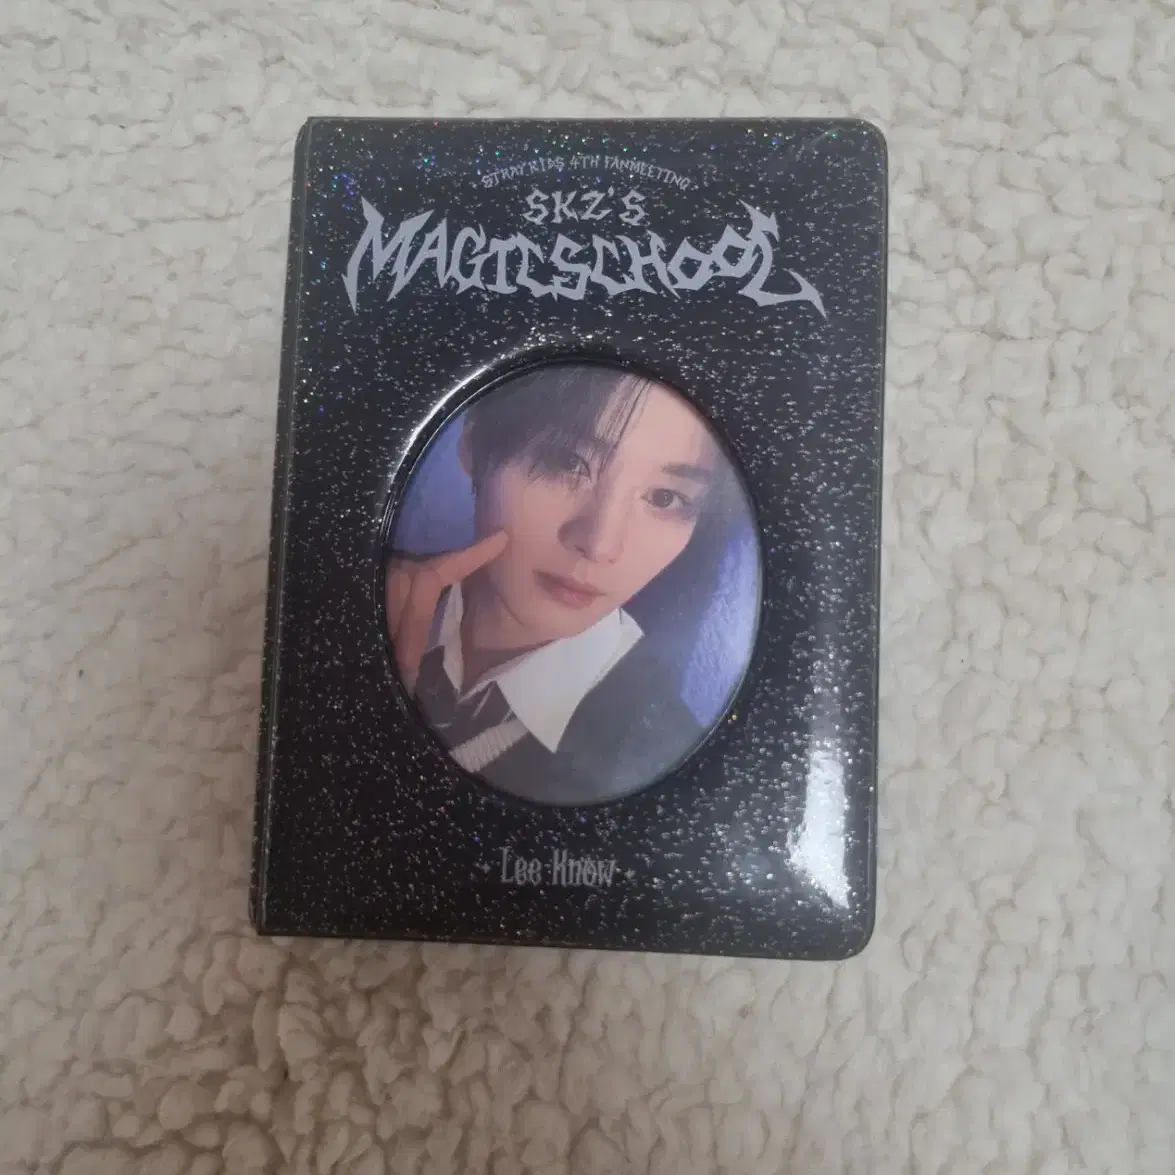 STRAY KIDS 4TH FANMEETING
SKZ'S
MAGIC SCHOOL
Lee Know